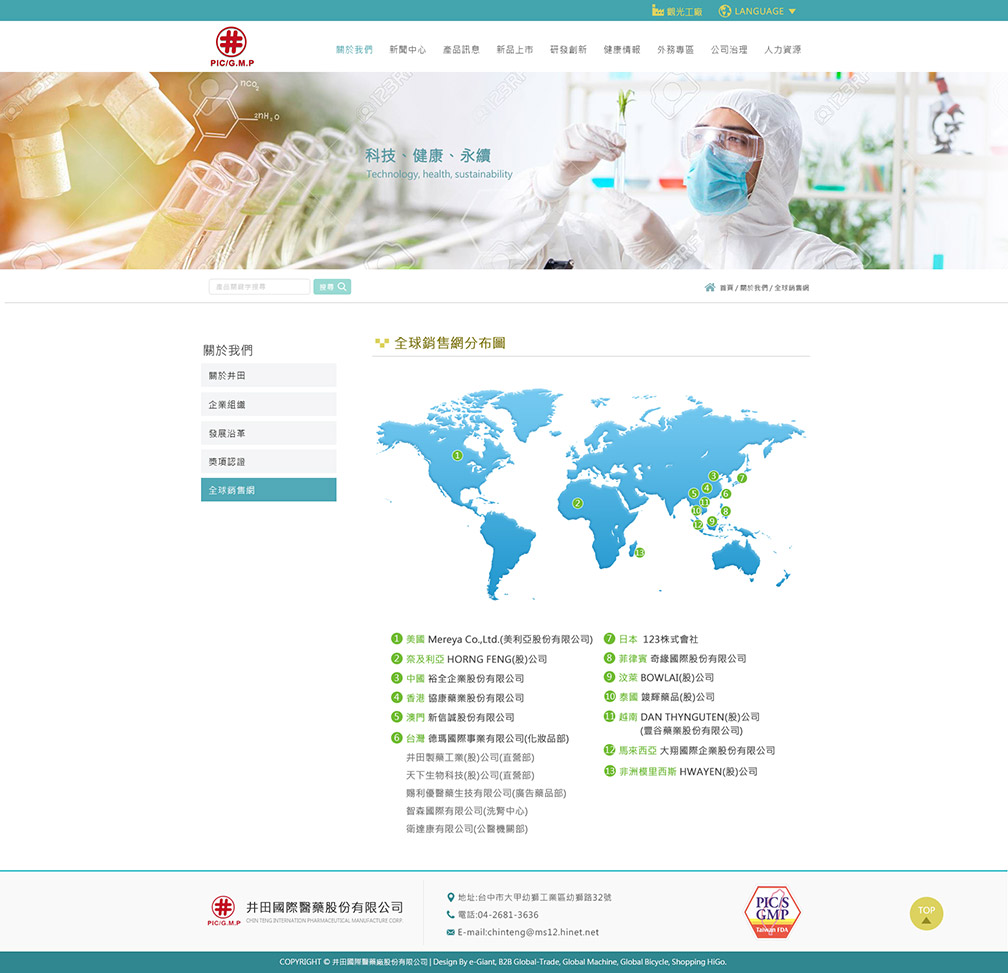 觀光工廠 LANGUAGE
PIC/G.M.P
關於我們 新聞中心 產品訊息 新品上市 研發創新 健康情報 外務專區 公司治理 人力資源
123RF
NCO₂
2NH₃O
科技、健康、永續
Technology, health, sustainability
產品關鍵字搜尋 搜尋
首頁 / 關於我們 / 全球銷售網
關於我們
關於井田
企業組織
發展沿革
獎項認證
全球銷售網
全球銷售網分布圖
1
2
3
4
5
6
7
8
9
10
11
12
13
1 美國 Mereya Co.,Ltd.(美利亞股份有限公司)
2 奈及利亞 HORNG FENG(股)公司
3 中國 裕全企業股份有限公司
4 香港 協康藥業股份有限公司
5 澳門 新信誠股份有限公司
6 台灣 德瑪國際事業有限公司(化妝品部)
井田製藥工業(股)公司(直營部)
天下生物科技(股)公司(直營部)
賜利優醫藥生技有限公司(廣告藥品部)
智森國際有限公司(洗腎中心)
衛達康有限公司(公醫機關部)
7 日本 123株式會社
8 菲律賓 奇緣國際股份有限公司
9 汶萊 BOWLAI(股)公司
10 泰國 竣輝藥品(股)公司
11 越南 DAN THYNGUTEN(股)公司
(豐谷藥業股份有限公司)
12 馬來西亞 大翔國際企業股份有限公司
13 非洲模里西斯 HWAYEN(股)公司
PIC/G.M.P
井田國際醫藥股份有限公司
CHIN TENG INTERNATION PHARMACEUTICAL MANUFACTURE CORP.
地址:台中市大甲幼獅工業區幼獅路32號
電話:04-2681-3636
E-mail:chinteng@ms12.hinet.net
PIC/S
GMP
Taiwan FDA
TOP
COPYRIGHT © 井田國際醫藥廠股份有限公司 | Design By e-Giant, B2B Global-Trade, Global Machine, Global Bicycle, Shopping HiGo.